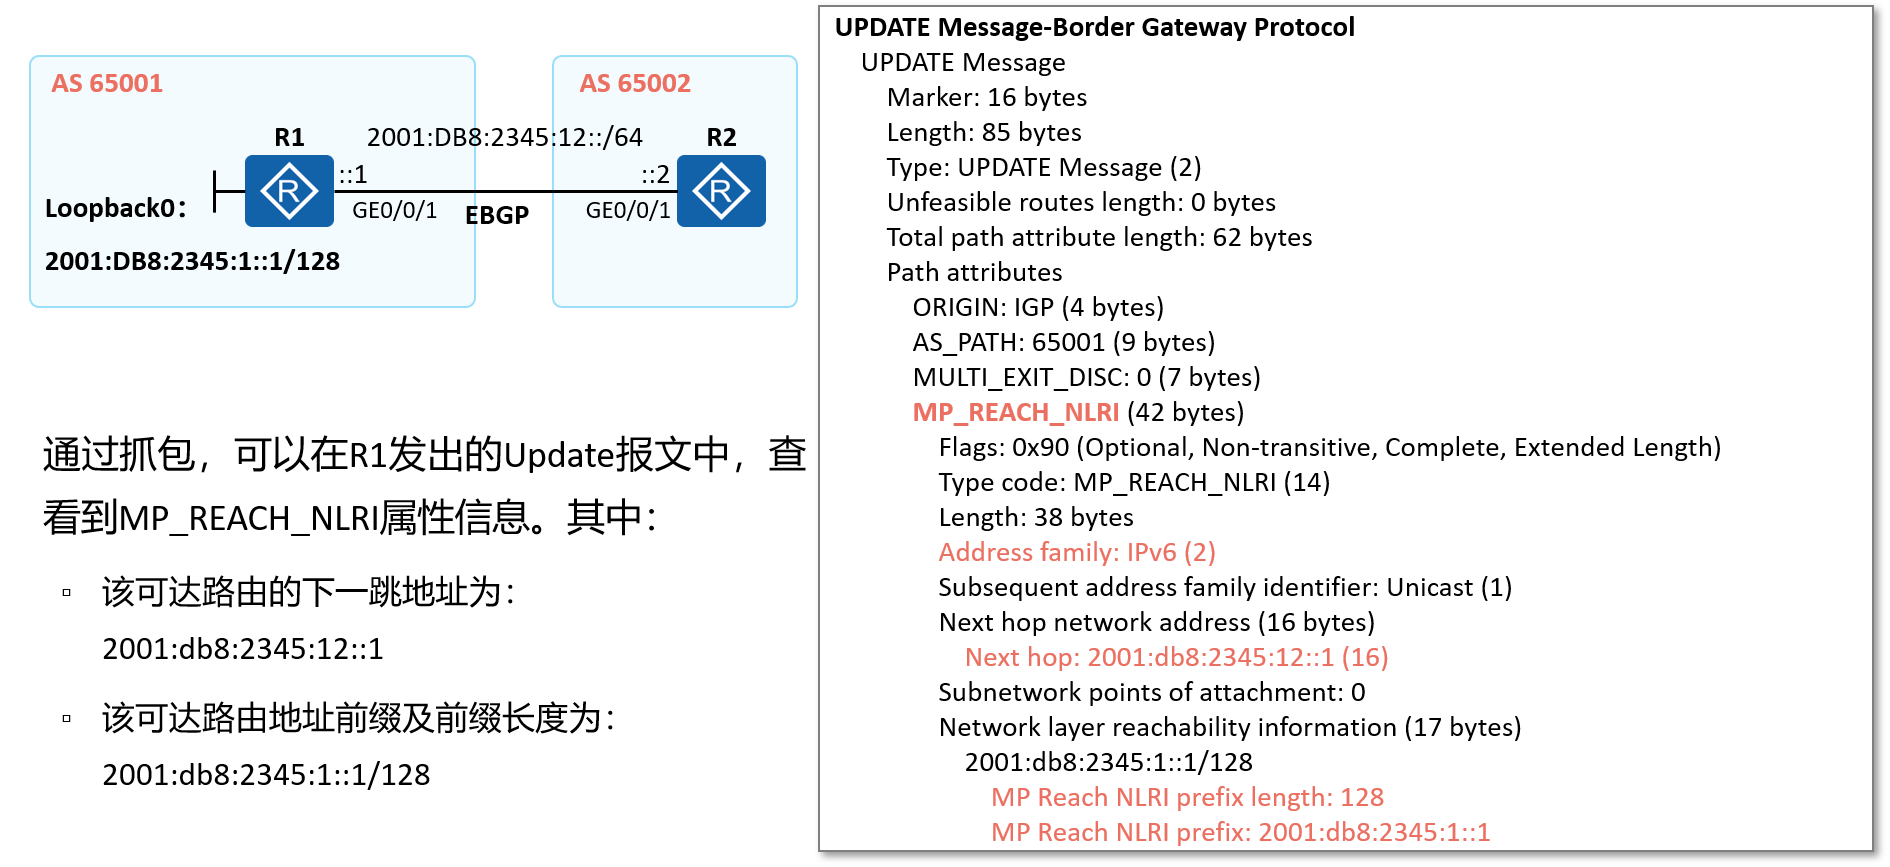 AS 65001
AS 65002
R1
2001:DB8:2345:12::/64
R2
::1
::2
Loopback0：
GE0/0/1
EBGP
GE0/0/1
2001:DB8:2345:1::1/128
通过抓包，可以在R1发出的Update报文中，查
看到MP_REACH_NLRI属性信息。其中：
▫ 该可达路由的下一跳地址为：
2001:db8:2345:12::1
▫ 该可达路由地址前缀及前缀长度为：
2001:db8:2345:1::1/128
UPDATE Message-Border Gateway Protocol
UPDATE Message
Marker: 16 bytes
Length: 85 bytes
Type: UPDATE Message (2)
Unfeasible routes length: 0 bytes
Total path attribute length: 62 bytes
Path attributes
ORIGIN: IGP (4 bytes)
AS_PATH: 65001 (9 bytes)
MULTI_EXIT_DISC: 0 (7 bytes)
MP_REACH_NLRI (42 bytes)
Flags: 0x90 (Optional, Non-transitive, Complete, Extended Length)
Type code: MP_REACH_NLRI (14)
Length: 38 bytes
Address family: IPv6 (2)
Subsequent address family identifier: Unicast (1)
Next hop network address (16 bytes)
Next hop: 2001:db8:2345:12::1 (16)
Subnetwork points of attachment: 0
Network layer reachability information (17 bytes)
2001:db8:2345:1::1/128
MP Reach NLRI prefix length: 128
MP Reach NLRI prefix: 2001:db8:2345:1::1